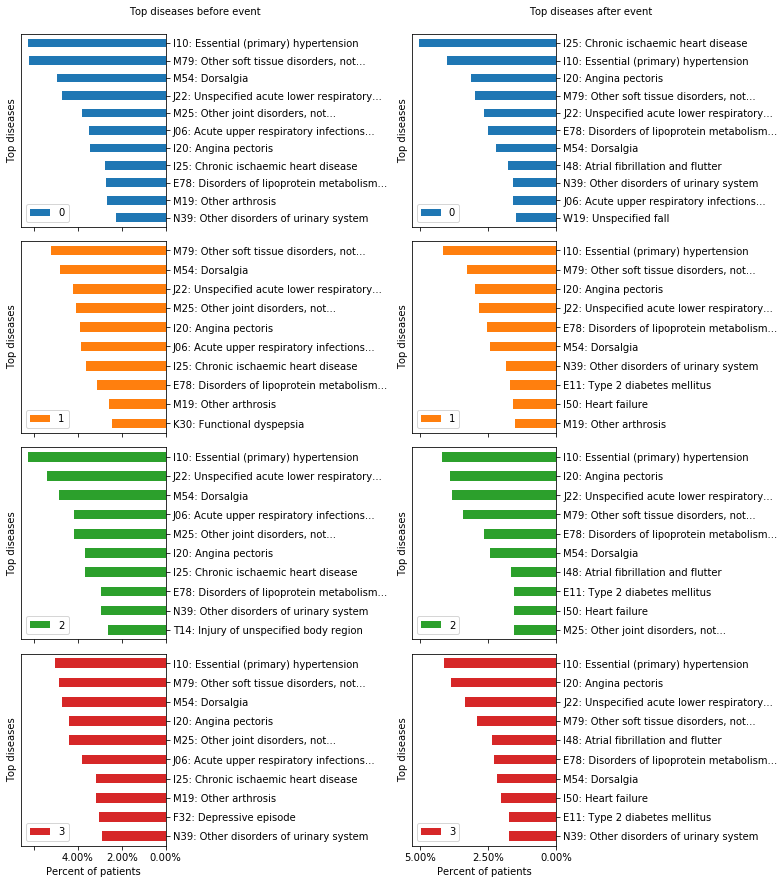 Top diseases before event
Top diseases
I10: Essential (primary) hypertension
M79: Other soft tissue disorders, not...
M54: Dorsalgia
J22: Unspecified acute lower respiratory...
M25: Other joint disorders, not...
J06: Acute upper respiratory infections...
I20: Angina pectoris
I25: Chronic ischaemic heart disease
E78: Disorders of lipoprotein metabolism...
M19: Other arthrosis
N39: Other disorders of urinary system
0
Top diseases after event
Top diseases
I25: Chronic ischaemic heart disease
I10: Essential (primary) hypertension
I20: Angina pectoris
M79: Other soft tissue disorders, not...
J22: Unspecified acute lower respiratory...
E78: Disorders of lipoprotein metabolism...
M54: Dorsalgia
I48: Atrial fibrillation and flutter
N39: Other disorders of urinary system
J06: Acute upper respiratory infections...
W19: Unspecified fall
0
Top diseases
M79: Other soft tissue disorders, not...
M54: Dorsalgia
J22: Unspecified acute lower respiratory...
M25: Other joint disorders, not...
I20: Angina pectoris
J06: Acute upper respiratory infections...
I25: Chronic ischaemic heart disease
E78: Disorders of lipoprotein metabolism...
M19: Other arthrosis
K30: Functional dyspepsia
1
Top diseases
I10: Essential (primary) hypertension
M79: Other soft tissue disorders, not...
I20: Angina pectoris
J22: Unspecified acute lower respiratory...
E78: Disorders of lipoprotein metabolism...
M54: Dorsalgia
N39: Other disorders of urinary system
E11: Type 2 diabetes mellitus
I50: Heart failure
M19: Other arthrosis
1
Top diseases
I10: Essential (primary) hypertension
J22: Unspecified acute lower respiratory...
M54: Dorsalgia
J06: Acute upper respiratory infections...
M25: Other joint disorders, not...
I20: Angina pectoris
I25: Chronic ischaemic heart disease
E78: Disorders of lipoprotein metabolism...
N39: Other disorders of urinary system
T14: Injury of unspecified body region
2
Top diseases
I10: Essential (primary) hypertension
I20: Angina pectoris
J22: Unspecified acute lower respiratory...
M79: Other soft tissue disorders, not...
E78: Disorders of lipoprotein metabolism...
M54: Dorsalgia
I48: Atrial fibrillation and flutter
E11: Type 2 diabetes mellitus
I50: Heart failure
M25: Other joint disorders, not...
2
Top diseases
I10: Essential (primary) hypertension
M79: Other soft tissue disorders, not...
M54: Dorsalgia
I20: Angina pectoris
M25: Other joint disorders, not...
J06: Acute upper respiratory infections...
I25: Chronic ischaemic heart disease
M19: Other arthrosis
F32: Depressive episode
N39: Other disorders of urinary system
3
4.00% 2.00% 0.00%
Percent of patients
Top diseases
I10: Essential (primary) hypertension
I20: Angina pectoris
J22: Unspecified acute lower respiratory...
M79: Other soft tissue disorders, not...
I48: Atrial fibrillation and flutter
E78: Disorders of lipoprotein metabolism...
M54: Dorsalgia
I50: Heart failure
E11: Type 2 diabetes mellitus
N39: Other disorders of urinary system
3
5.00% 2.50% 0.00%
Percent of patients